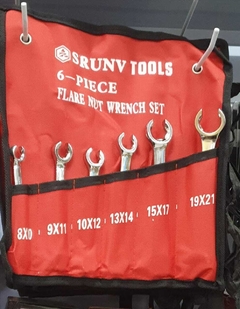 SRUNV TOOLS
6-PIECE
FLARE NUT WRENCH SET
8X9 9X11 10X12 13X14 15X17 19X21